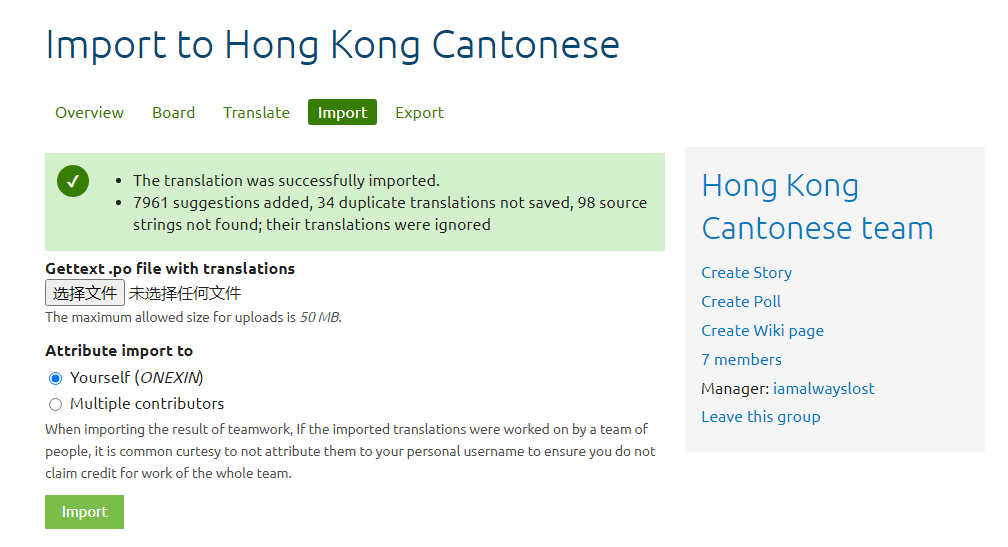 Import to Hong Kong Cantonese
Overview
Board
Translate
Import
Export
The translation was successfully imported.
7961 suggestions added, 34 duplicate translations not saved, 98 source
strings not found; their translations were ignored
Gettext .po file with translations
选择文件 未选择任何文件
The maximum allowed size for uploads is 50 MB.
Attribute import to
Yourself (ONEXIN)
Multiple contributors
When importing the result of teamwork, If the imported translations were worked on by a team of
people, it is common curtesy to not attribute them to your personal username to ensure you do not
claim credit for work of the whole team.
Import
Hong Kong
Cantonese team
Create Story
Create Poll
Create Wiki page
7 members
Manager: iamalwayslost
Leave this group